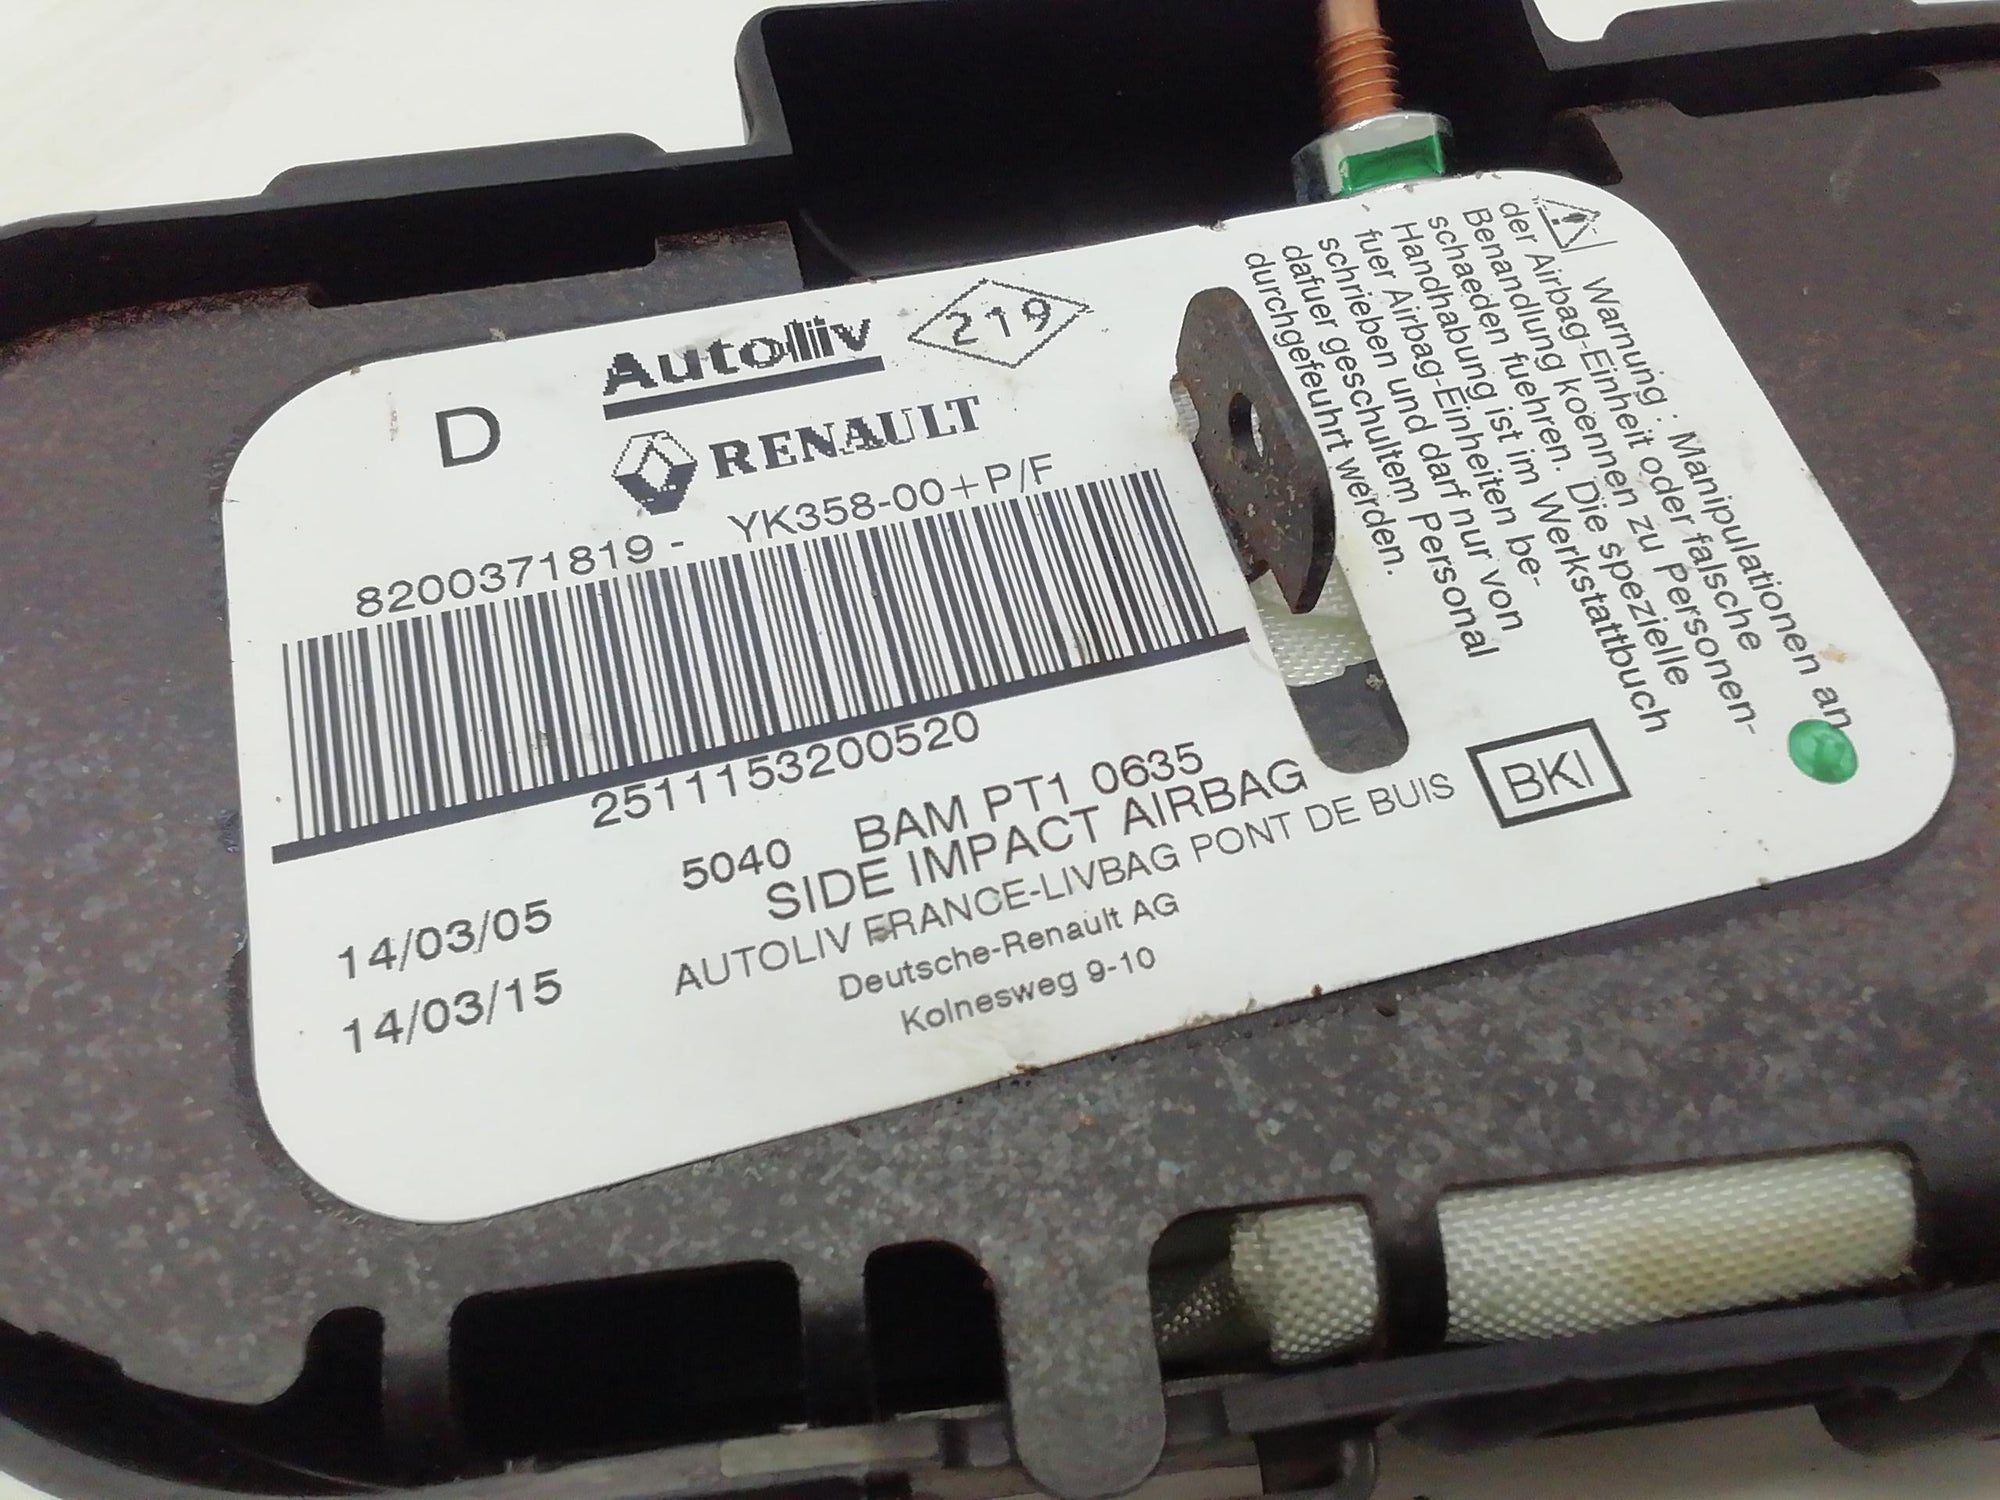 D
Autoliv
219
RENAULT
8200371819 - YK358-00+P/F
25111153200520
5040 BAM PT1 0635
SIDE IMPACT AIRBAG
AUTOLIV FRANCE-LIVBAG PONT DE BUIS
Deutsche-Renault AG
Kolnesweg 9-10
14/03/05
14/03/15
BKI
Warnung : Manipulationen an
der Airbag-Einheit oder falsche
Benandlung koennen zu Personen-
schaeden fuehren. Die spezielle
Handhabung ist im Werkstattbuch
fuer Airbag-Einheiten be-
schrieben und darf nur von
dafuer geschultem Personal
durchgefeuhrt werden.